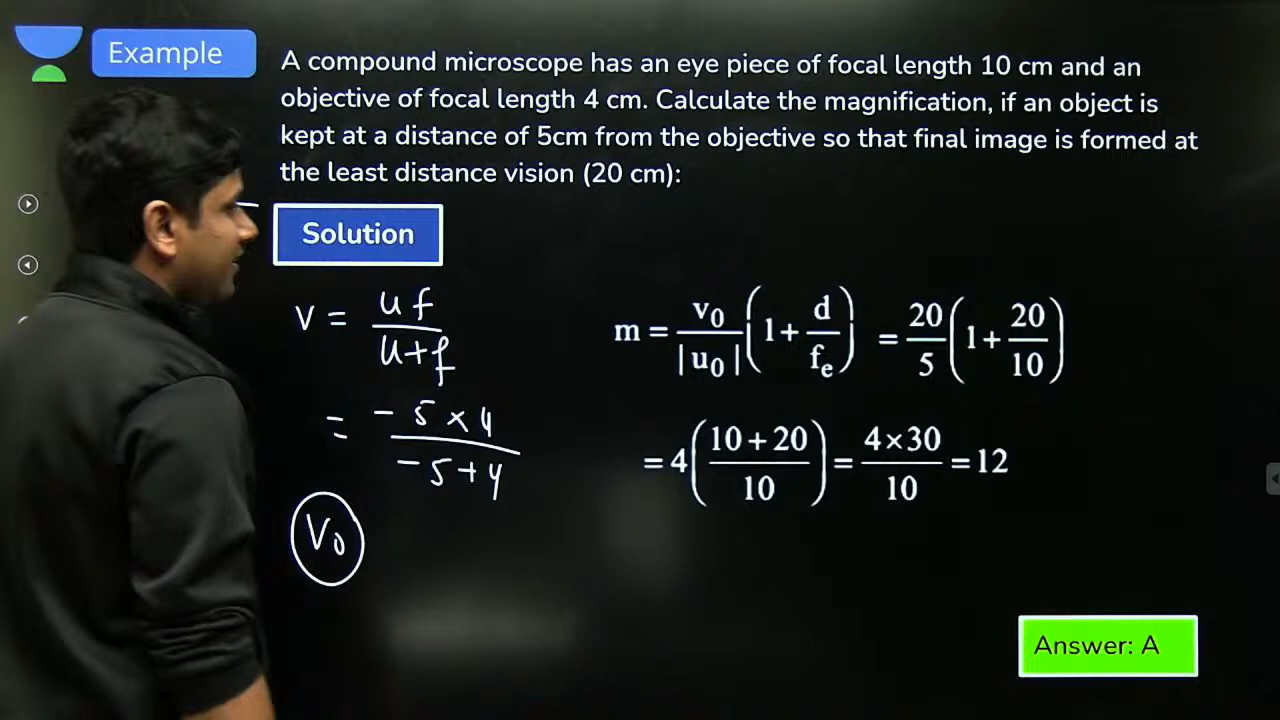 Example
A compound microscope has an eye piece of focal length 10 cm and an
objective of focal length 4 cm. Calculate the magnification, if an object is
kept at a distance of 5cm from the objective so that final image is formed at
the least distance vision (20 cm):
Solution
v = uf / u+f
= -5×4 / -5+4
V₀
m = v₀/|u₀| (1 + d/fₑ) = 20/5 (1 + 20/10)
= 4((10+20)/10) = (4×30)/10 = 12
Answer: A